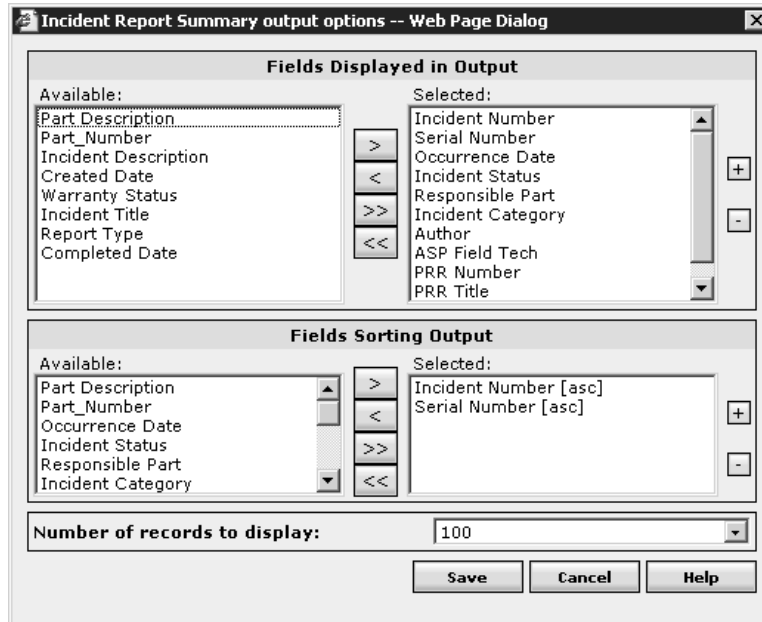 Incident Report Summary output options -- Web Page Dialog
Fields Displayed in Output
Available:
Part Description
Part_Number
Incident Description
Created Date
Warranty Status
Incident Title
Report Type
Completed Date
>
<
>>
<<
Selected:
Incident Number
Serial Number
Occurrence Date
Incident Status
Responsible Part
Incident Category
Author
ASP Field Tech
PRR Number
PRR Title
+
-
Fields Sorting Output
Available:
Part Description
Part_Number
Occurrence Date
Incident Status
Responsible Part
Incident Category
>
<
>>
<<
Selected:
Incident Number [asc]
Serial Number [asc]
+
-
Number of records to display: 100
Save Cancel Help